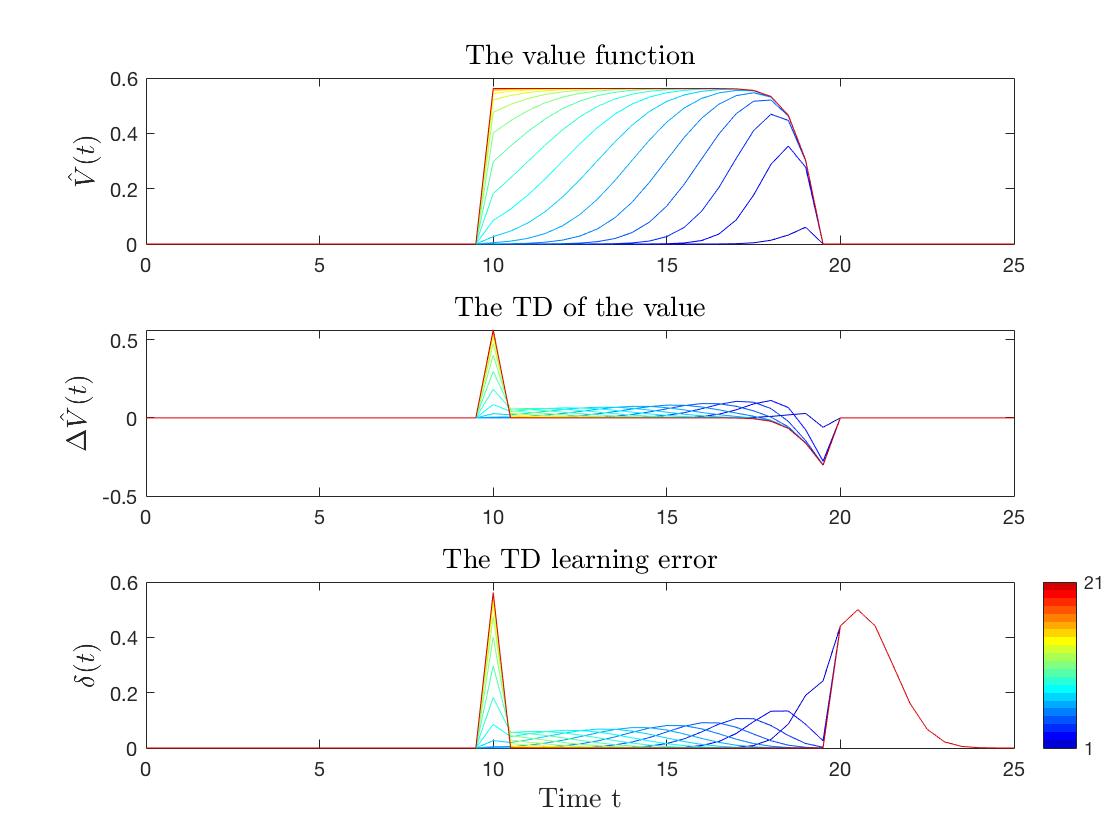 The value function
0.6
0.4
0.2
0
V̂(t)
0 5 10 15 20 25
The TD of the value
0.5
0
-0.5
ΔV̂(t)
0 5 10 15 20 25
The TD learning error
0.6
0.4
0.2
0
δ(t)
0 5 10 15 20 25
Time t
21
1